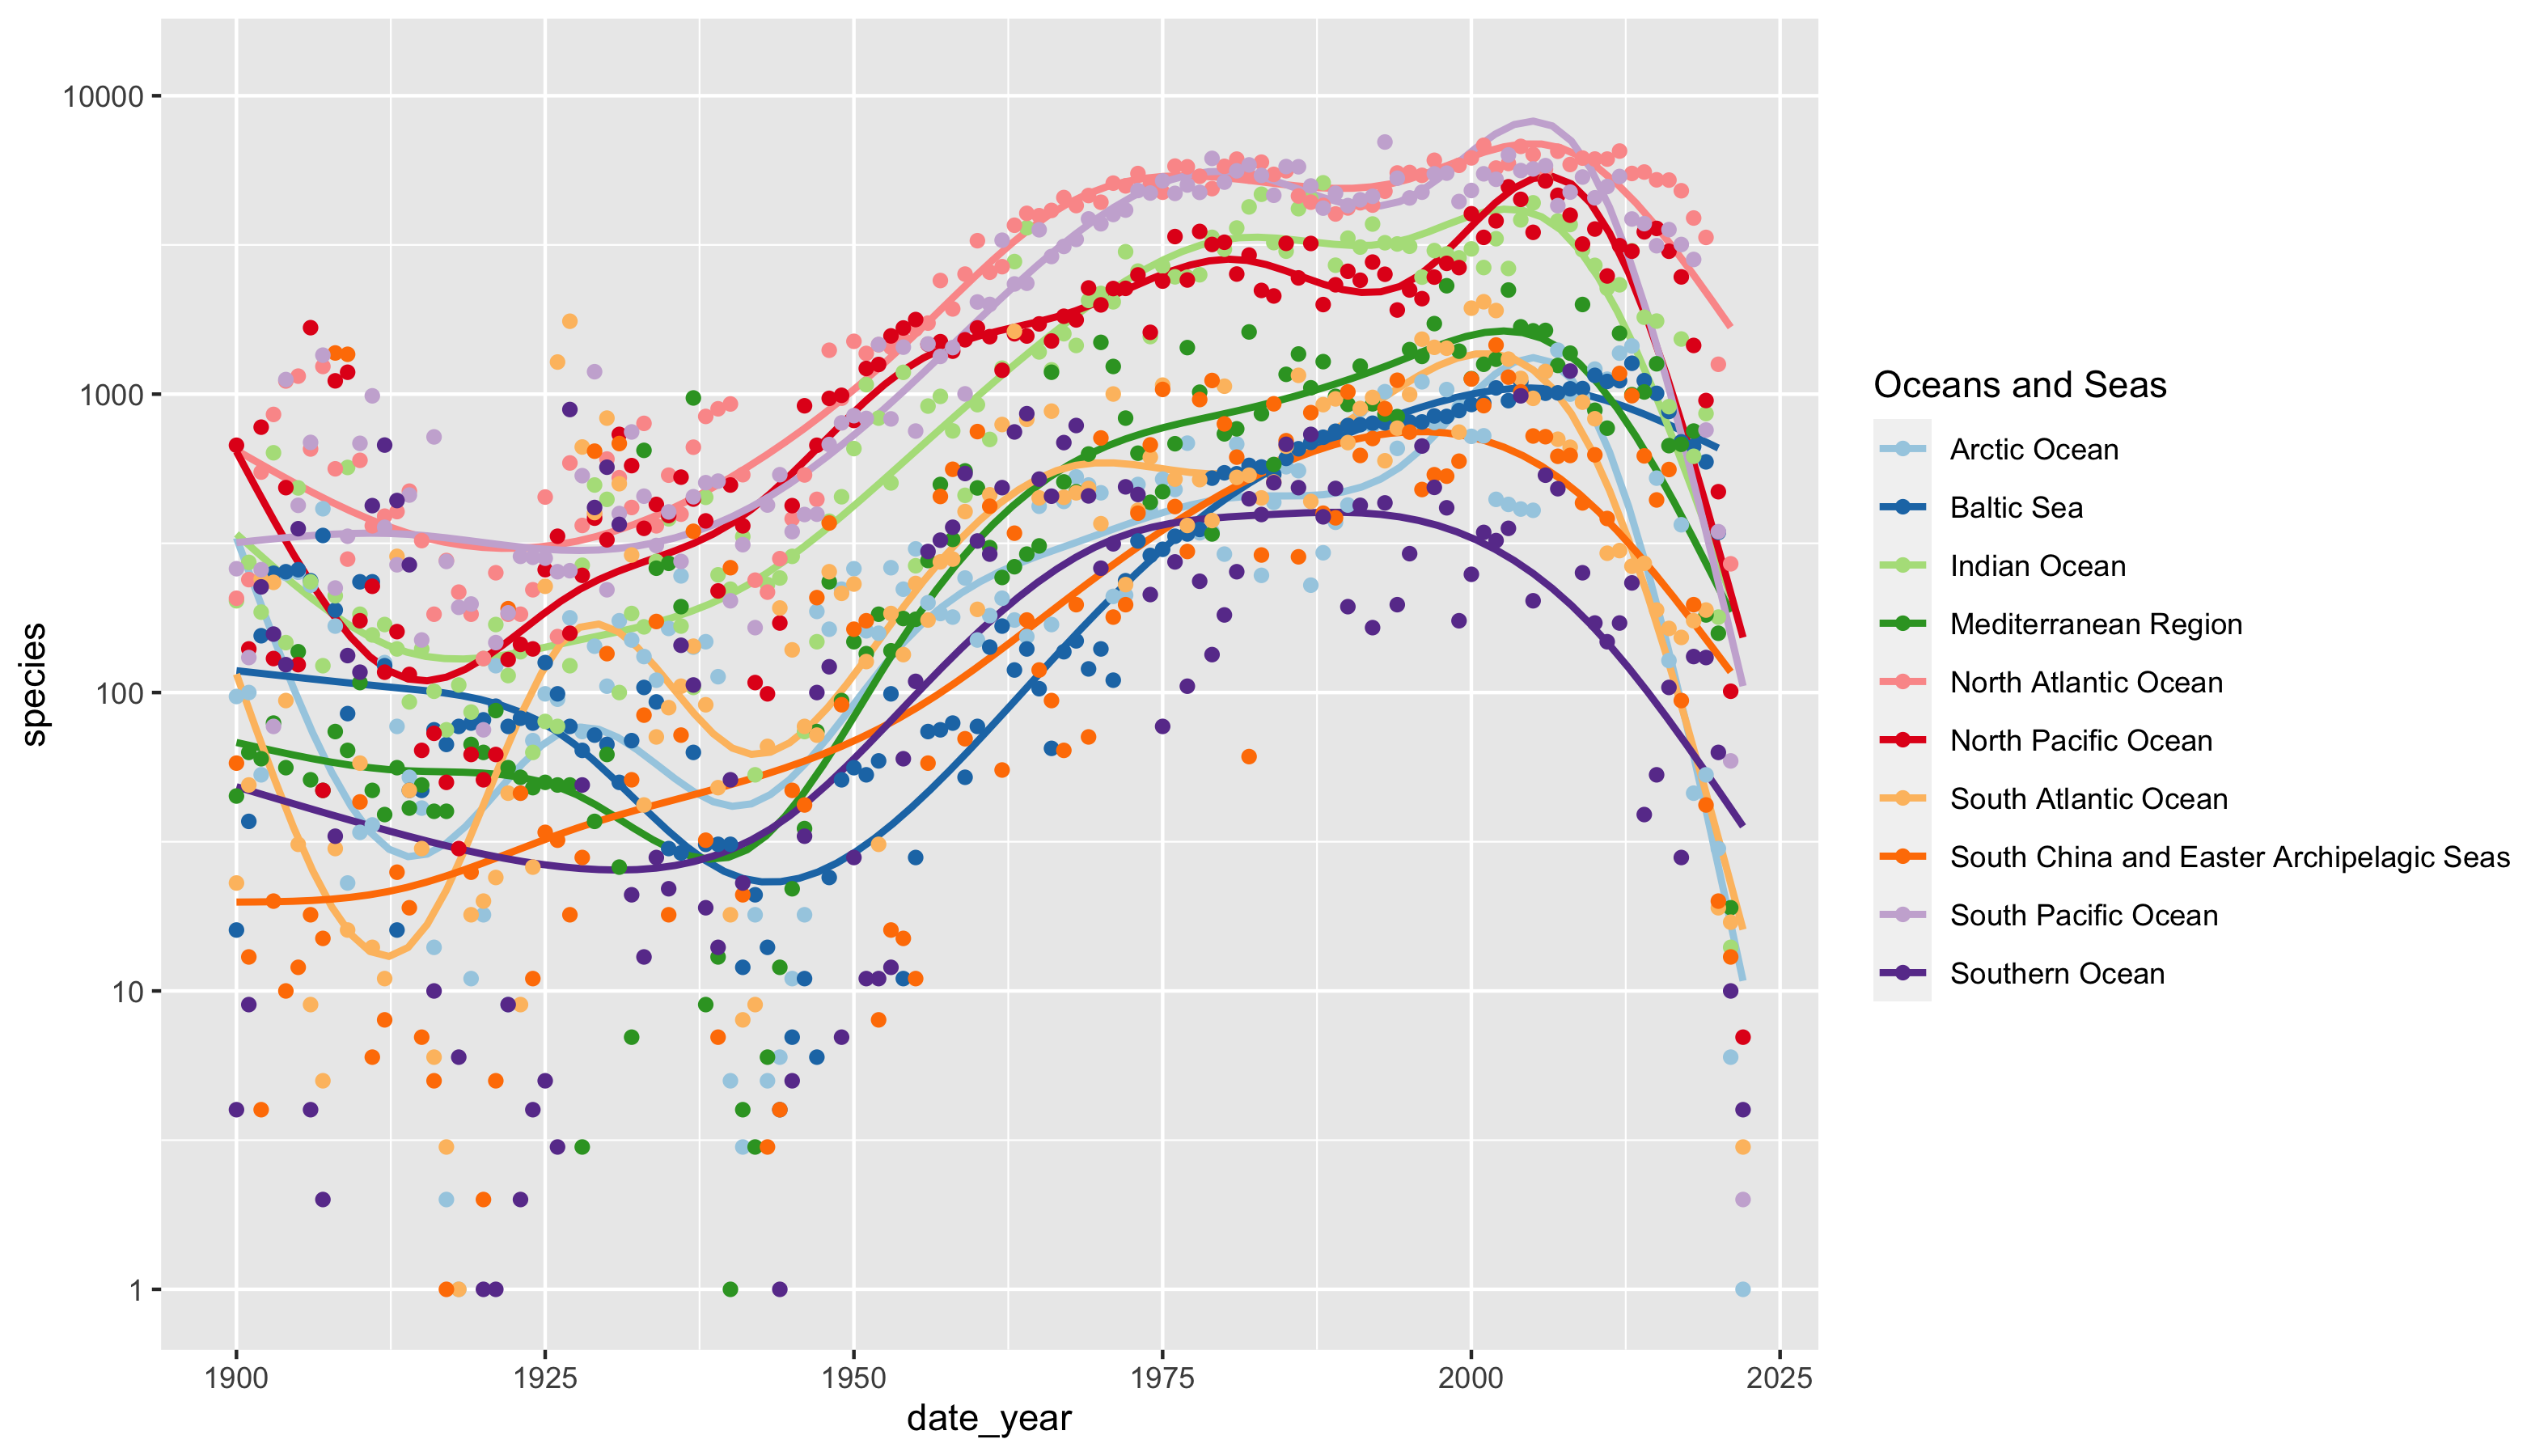 10000
1000
100
10
1
species
1900
1925
1950
1975
2000
2025
date_year
Oceans and Seas
Arctic Ocean
Baltic Sea
Indian Ocean
Mediterranean Region
North Atlantic Ocean
North Pacific Ocean
South Atlantic Ocean
South China and Easter Archipelagic Seas
South Pacific Ocean
Southern Ocean